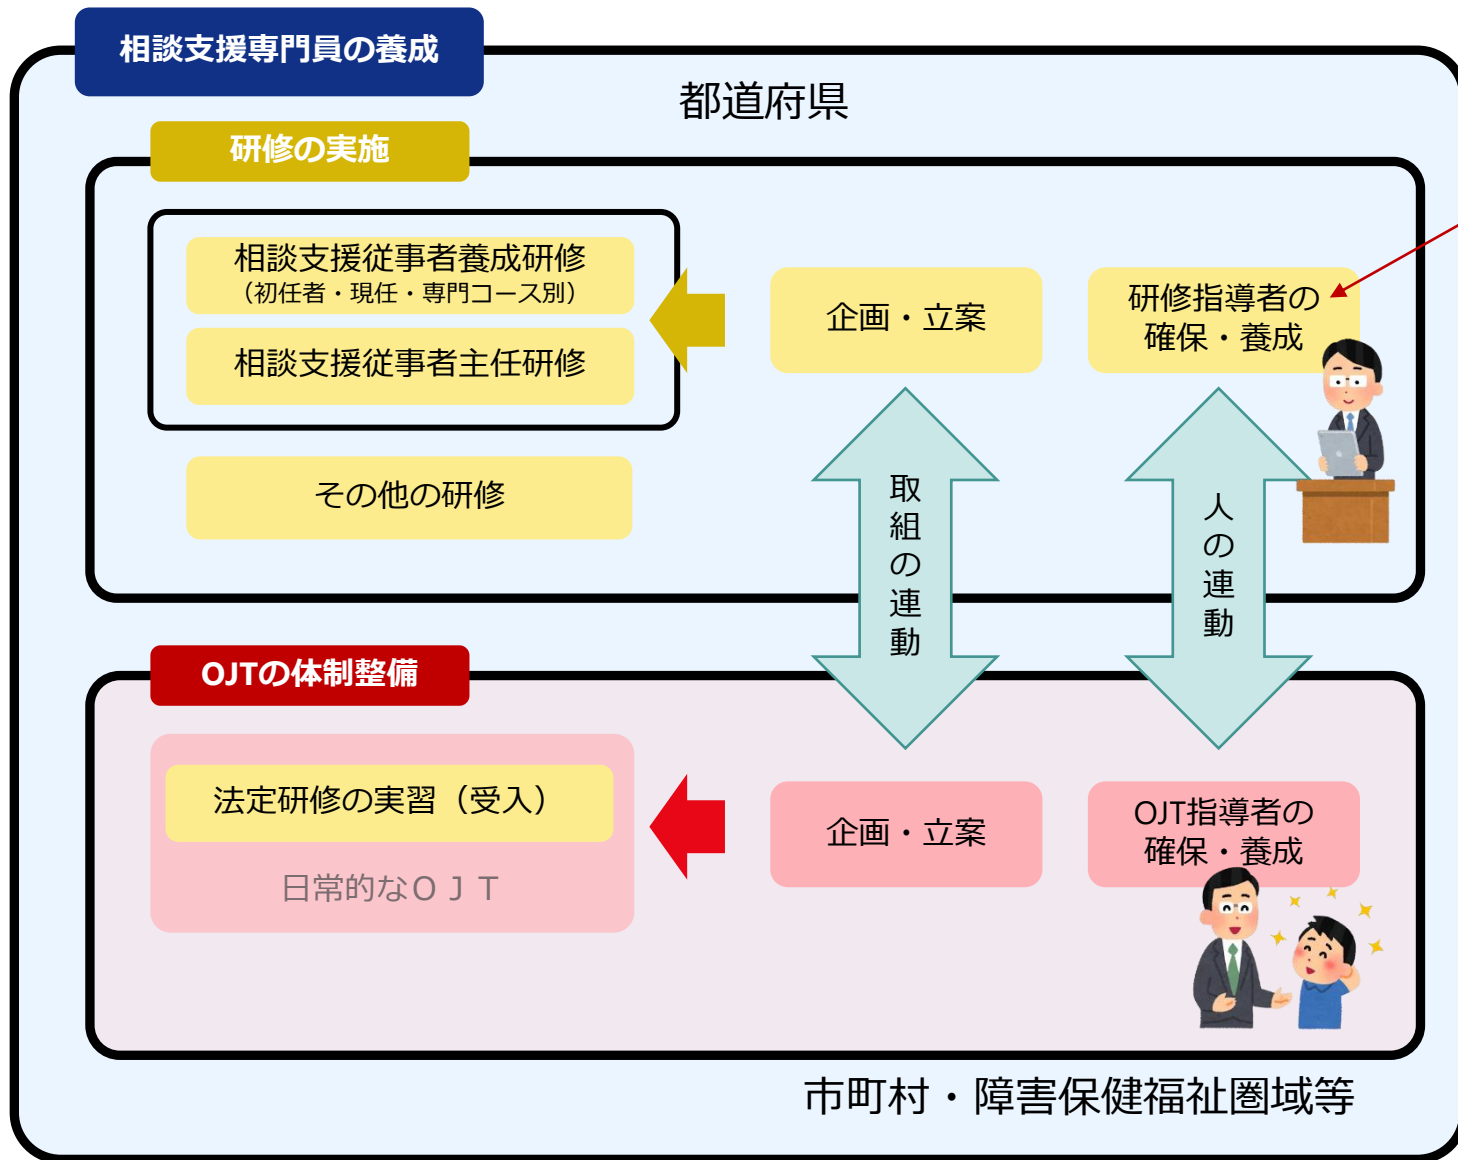 相談支援専門員の養成
都道府県
研修の実施
相談支援従事者養成研修
（初任者・現任・専門コース別）
相談支援従事者主任研修
その他の研修
企画・立案
研修指導者の
確保・養成
取組の連動
人の連動
OJTの体制整備
法定研修の実習（受入）
日常的なＯＪＴ
企画・立案
OJT指導者の
確保・養成
市町村・障害保健福祉圏域等